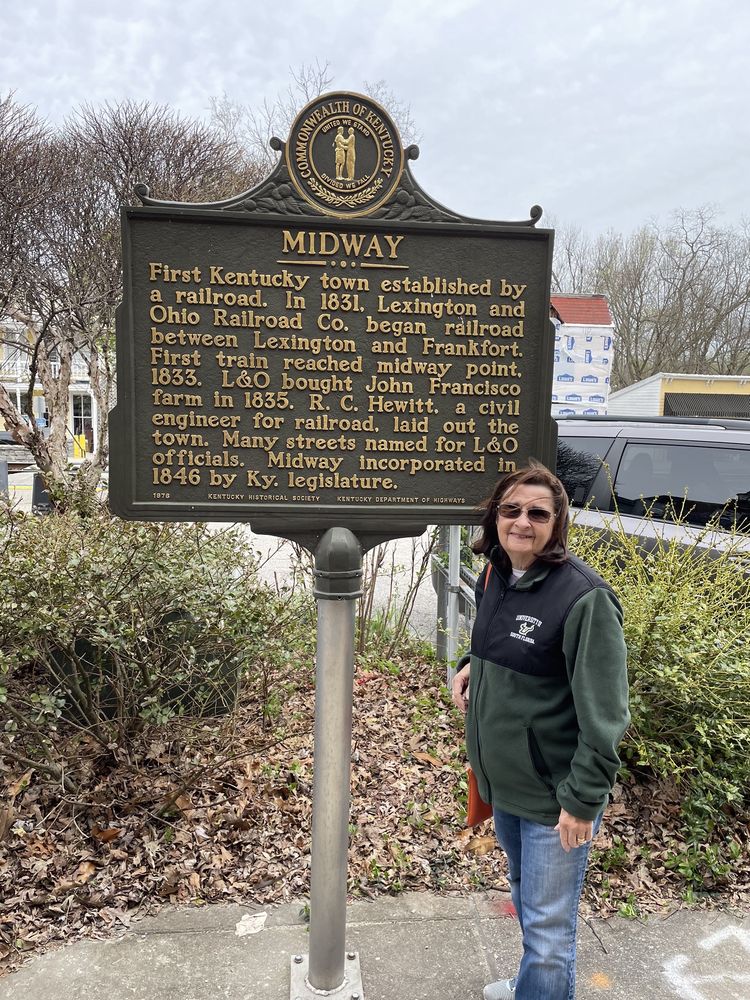 COMMONWEALTH OF KENTUCKY
UNITED WE STAND
DIVIDED WE FALL
MIDWAY
First Kentucky town established by
a railroad. In 1831, Lexington and
Ohio Railroad Co. began railroad
between Lexington and Frankfort.
First train reached midway point,
1833. L&O bought John Francisco
farm in 1835. R. C. Hewitt, a civil
engineer for railroad, laid out the
town. Many streets named for L&O
officials. Midway incorporated in
1846 by Ky. legislature.
1978 KENTUCKY HISTORICAL SOCIETY KENTUCKY DEPARTMENT OF HIGHWAYS
LOWE'S
UNIVERSITY
SOUTH FLORIDA